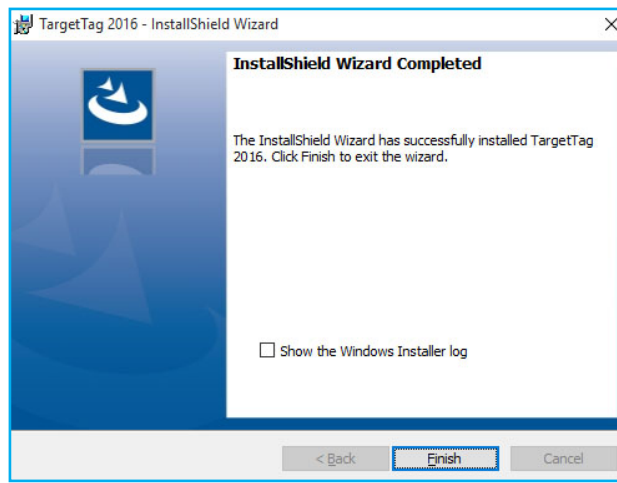 TargetTag 2016 - InstallShield Wizard
InstallShield Wizard Completed
The InstallShield Wizard has successfully installed TargetTag
2016. Click Finish to exit the wizard.
Show the Windows Installer log
< Back Finish Cancel